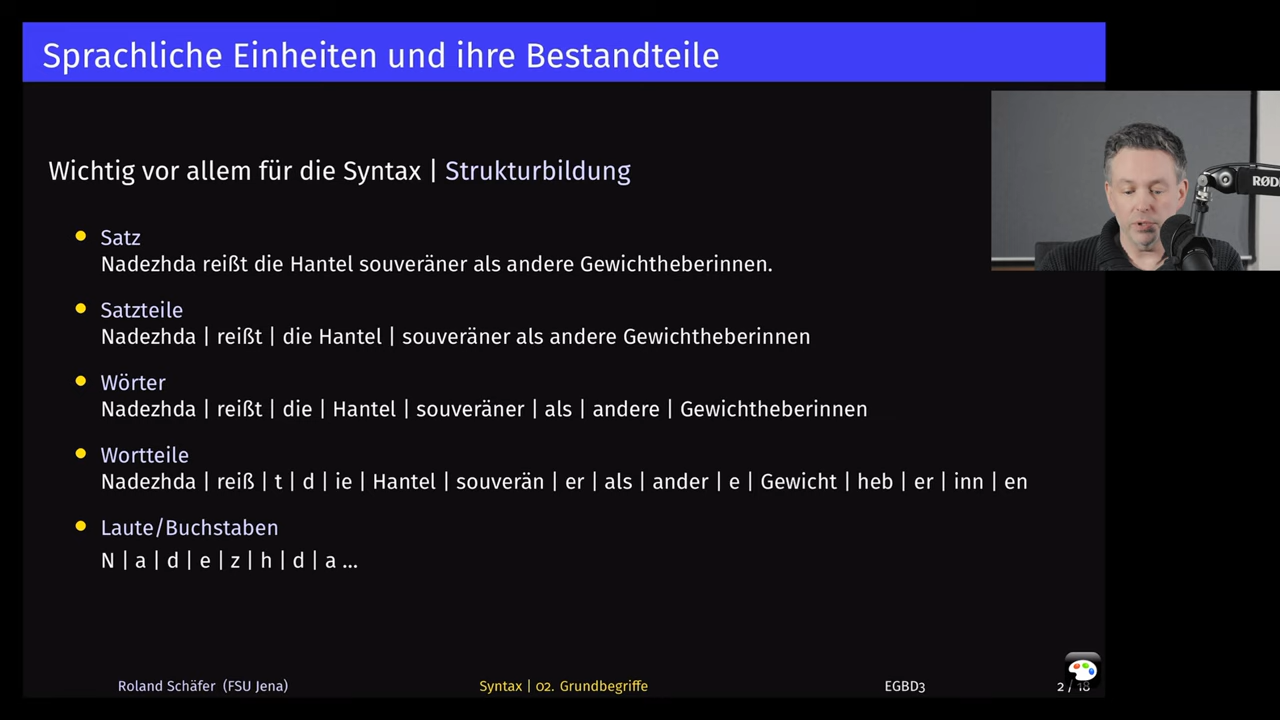 Sprachliche Einheiten und ihre Bestandteile
Wichtig vor allem für die Syntax | Strukturbildung
RØDE
Satz
Nadezhda reißt die Hantel souveräner als andere Gewichtheberinnen.
Satzteile
Nadezhda | reißt | die Hantel | souveräner als andere Gewichtheberinnen
Wörter
Nadezhda | reißt | die | Hantel | souveräner | als | andere | Gewichtheberinnen
Wortteile
Nadezhda | reiß | t | d | ie | Hantel | souverän | er | als | ander | e | Gewicht | heb | er | inn | en
Laute/Buchstaben
N | a | d | e | z | h | d | a ...
Roland Schäfer (FSU Jena) Syntax | 02. Grundbegriffe EGBD3 2 / 18